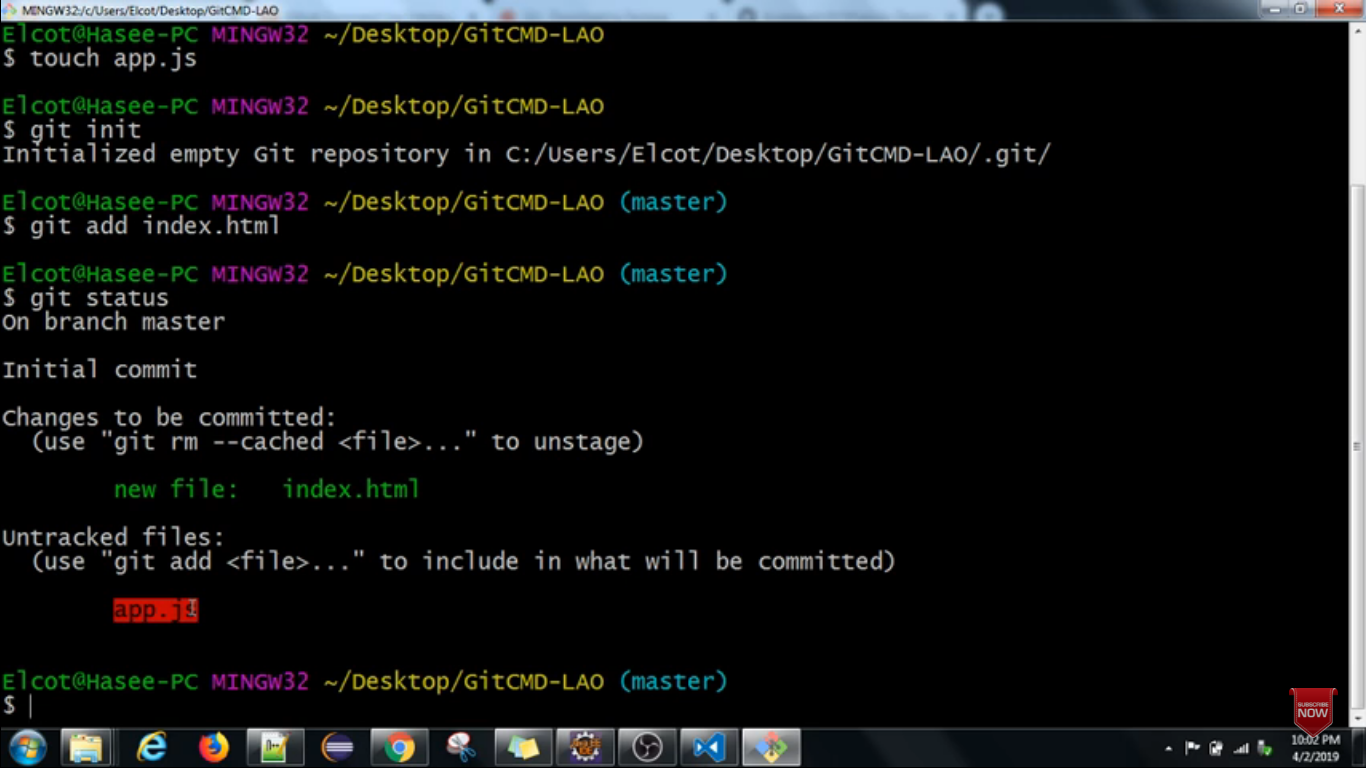 MINGW32:/c/Users/Elcot/Desktop/GitCMD-LAO
Elcot@Hasee-PC MINGW32 ~/Desktop/GitCMD-LAO
$ touch app.js
Elcot@Hasee-PC MINGW32 ~/Desktop/GitCMD-LAO
$ git init
Initialized empty Git repository in C:/Users/Elcot/Desktop/GitCMD-LAO/.git/
Elcot@Hasee-PC MINGW32 ~/Desktop/GitCMD-LAO (master)
$ git add index.html
Elcot@Hasee-PC MINGW32 ~/Desktop/GitCMD-LAO (master)
$ git status
On branch master
Initial commit
Changes to be committed:
(use "git rm --cached <file>..." to unstage)
new file: index.html
Untracked files:
(use "git add <file>..." to include in what will be committed)
app.js
Elcot@Hasee-PC MINGW32 ~/Desktop/GitCMD-LAO (master)
$
SUBSCRIBE
NOW
10:02 PM
4/2/2019